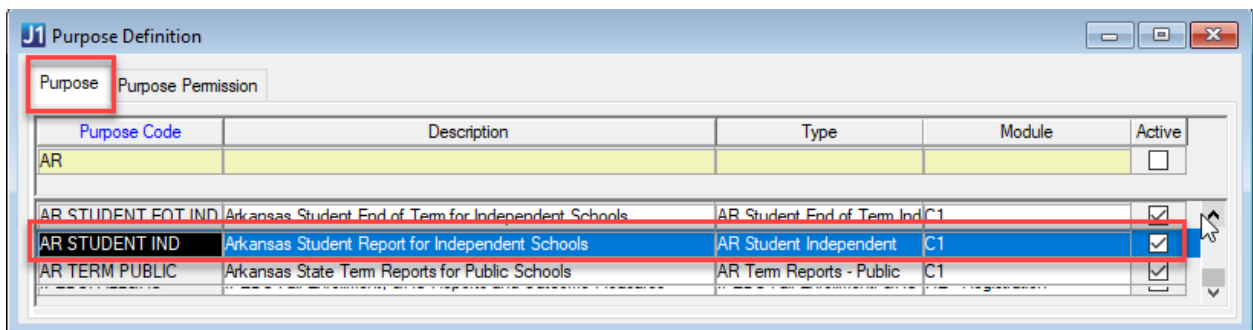 J1 Purpose Definition
Purpose Purpose Permission
Purpose Code Description Type Module Active
AR
AR STUDENT EOT IND Arkansas Student End of Term for Independent Schools AR Student End of Term Ind C1
AR STUDENT IND Arkansas Student Report for Independent Schools AR Student Independent C1
AR TERM PUBLIC Arkansas State Term Reports for Public Schools AR Term Reports - Public C1